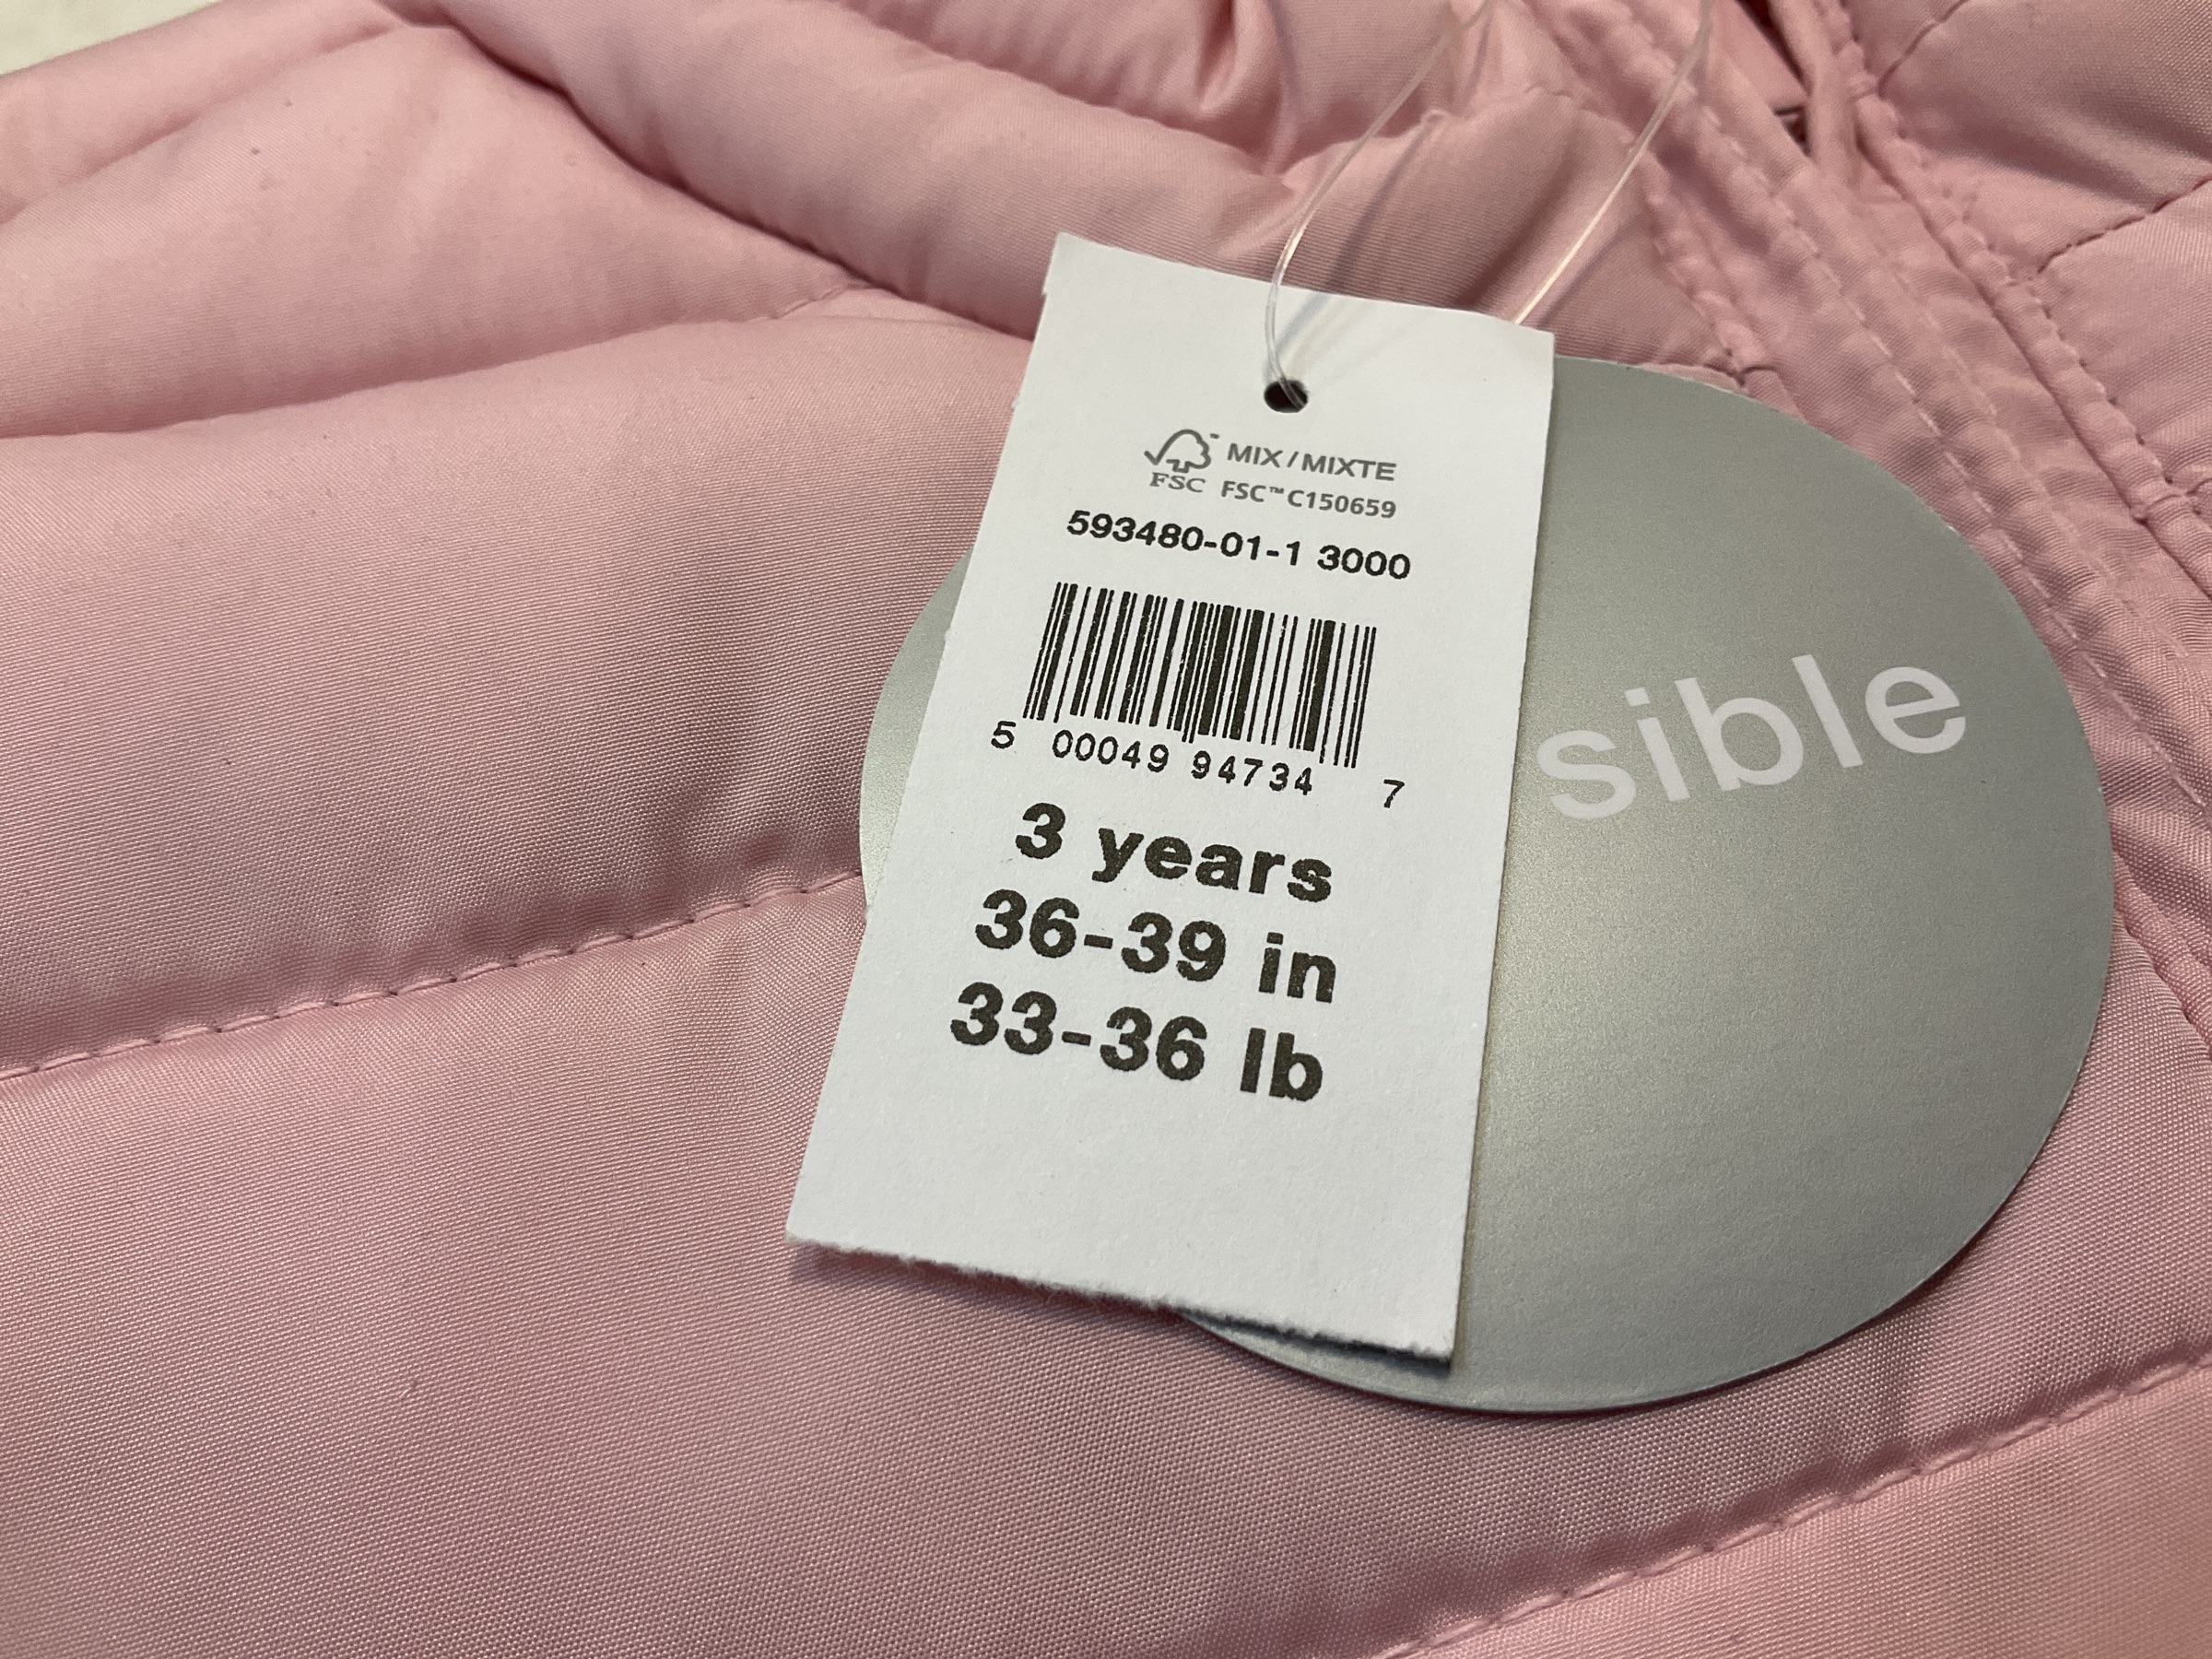 MIX/MIXTE
FSC FSC™ C150659
593480-01-1 3000
5 00049 94734 7
3 years
36-39 in
33-36 lb
sible